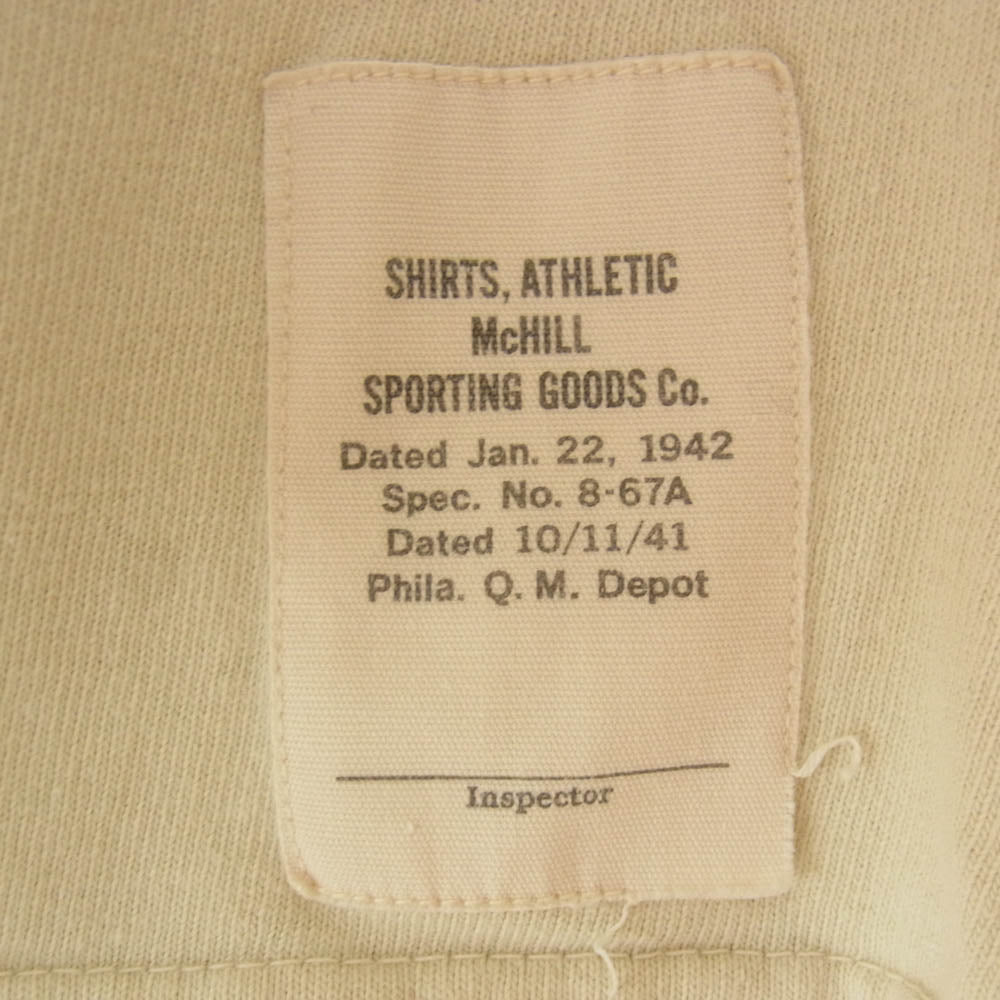 SHIRTS, ATHLETIC
McHILL
SPORTING GOODS Co.
Dated Jan. 22, 1942
Spec. No. 8-67A
Dated 10/11/41
Phila. Q. M. Depot
Inspector